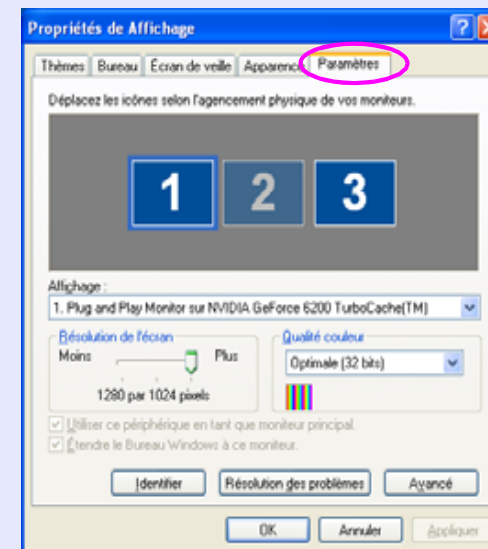 Propriétés de Affichage
Thèmes Bureau Écran de veille Apparence Paramètres
Déplacez les icônes selon l'agencement physique de vos moniteurs.
1 2 3
Affichage :
1. Plug and Play Monitor sur NVIDIA GeForce 6200 TurboCache(TM)
Résolution de l'écran
Moins Plus
1280 par 1024 pixels
Qualité couleur
Optimale (32 bits)
Utiliser ce périphérique en tant que moniteur principal.
Étendre le Bureau Windows à ce moniteur.
Identifier Résolution des problèmes Avancé
OK Annuler Appliquer